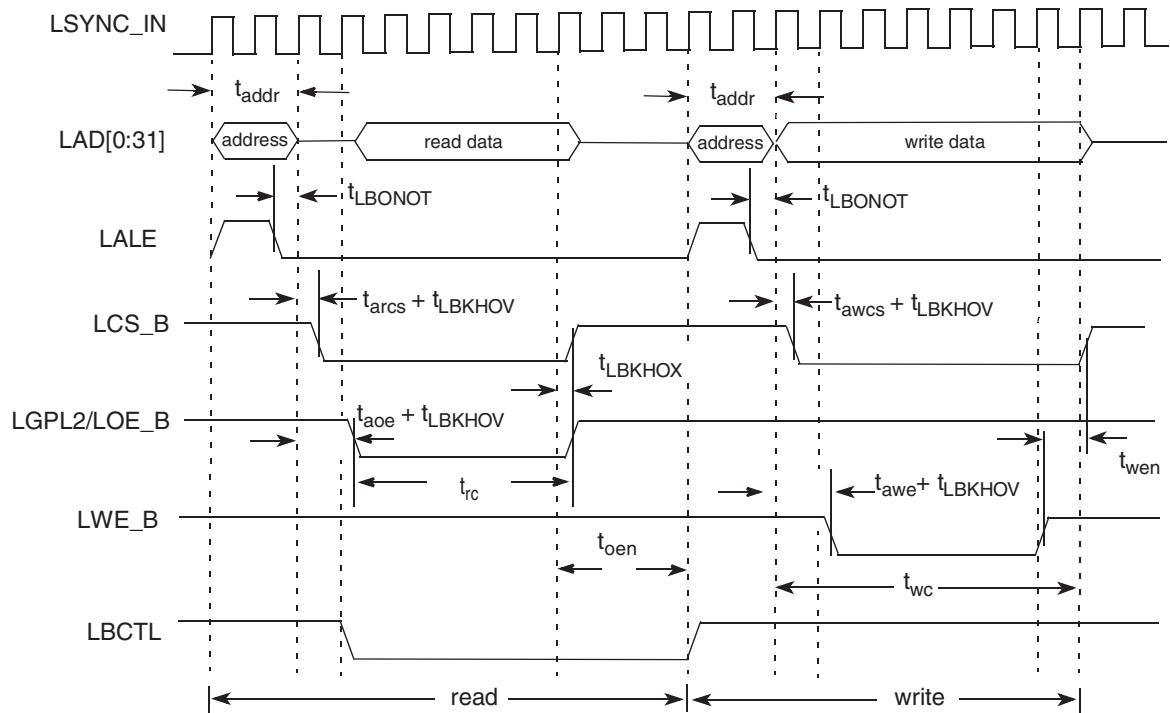 LSYNC_IN
t_addr t_addr
LAD[0:31] address read data address write data
t_LBONOT t_LBONOT
LALE
t_arcs + t_LBKHOV t_awcs + t_LBKHOV
LCS_B
t_LBKHOX
LGPL2/LOE_B t_aoe + t_LBKHOV
t_wen
t_rc t_awe+ t_LBKHOV
LWE_B
t_oen
t_wc
LBCTL
read write